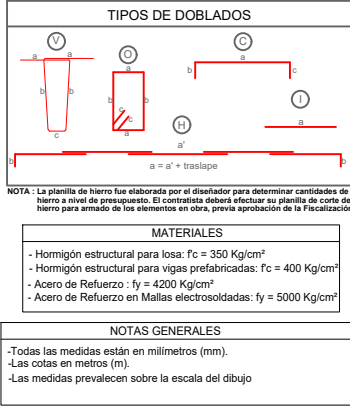 TIPOS DE DOBLADOS
V O C
a a a a
b b b b b c
c c c a I
a
H
a'
b b
a = a' + traslape
NOTA : La planilla de hierro fue elaborada por el diseñador para determinar cantidades de
hierro a nivel de presupuesto. El contratista deberá efectuar su planilla de corte de
hierro para armado de los elementos en obra, previa aprobación de la Fiscalización
MATERIALES
- Hormigón estructural para losa: f'c = 350 Kg/cm²
- Hormigón estructural para vigas prefabricadas: f'c = 400 Kg/cm²
- Acero de Refuerzo : fy = 4200 Kg/cm²
- Acero de Refuerzo en Mallas electrosoldadas: fy = 5000 Kg/cm²
NOTAS GENERALES
-Todas las medidas están en milímetros (mm).
-Las cotas en metros (m).
-Las medidas prevalecen sobre la escala del dibujo